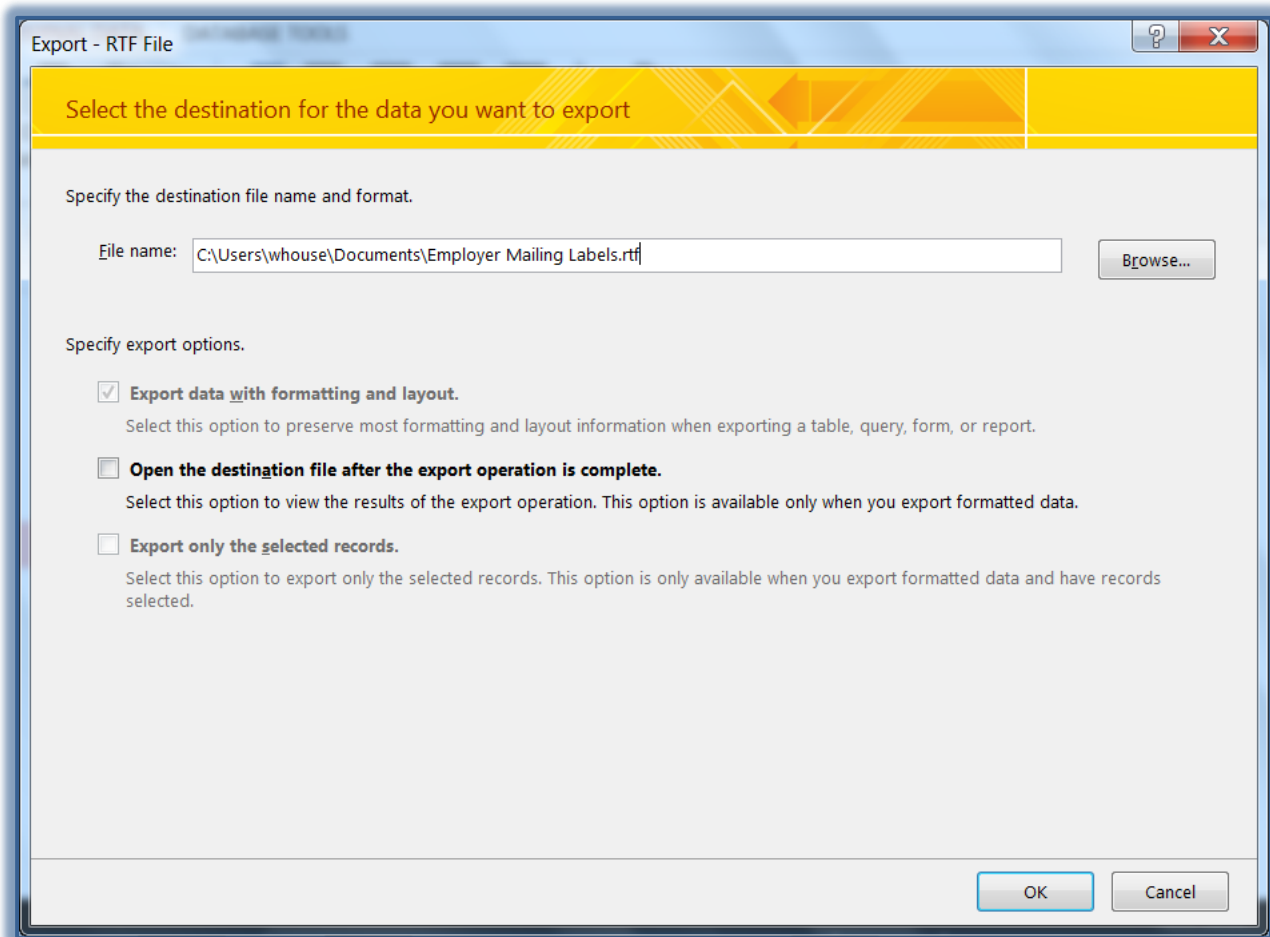 DATABASE TOOLS
Export - RTF File
Select the destination for the data you want to export
Specify the destination file name and format.
File name: C:\Users\whouse\Documents\Employer Mailing Labels.rtf Browse...
Specify export options.
Export data with formatting and layout.
Select this option to preserve most formatting and layout information when exporting a table, query, form, or report.
Open the destination file after the export operation is complete.
Select this option to view the results of the export operation. This option is available only when you export formatted data.
Export only the selected records.
Select this option to export only the selected records. This option is only available when you export formatted data and have records
selected.
OK Cancel